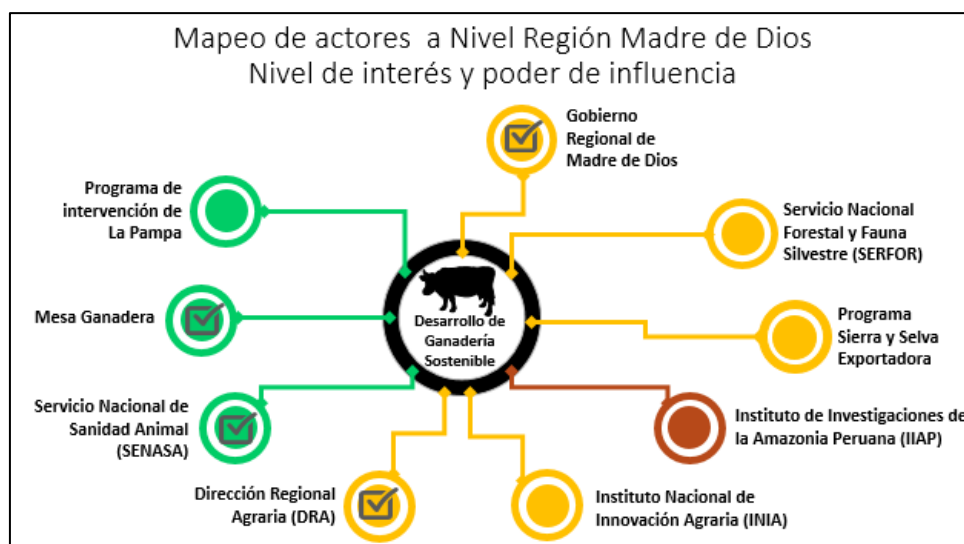 Mapeo de actores a Nivel Región Madre de Dios
Nivel de interés y poder de influencia
Gobierno
Regional de
Madre de Dios
Programa de
intervención de
La Pampa
Servicio Nacional
Forestal y Fauna
Silvestre (SERFOR)
Mesa Ganadera
Desarrollo de
Ganadería
Sostenible
Programa
Sierra y Selva
Exportadora
Servicio Nacional de
Sanidad Animal
(SENASA)
Instituto de Investigaciones de
la Amazonia Peruana (IIAP)
Dirección Regional
Agraria (DRA)
Instituto Nacional de
Innovación Agraria (INIA)